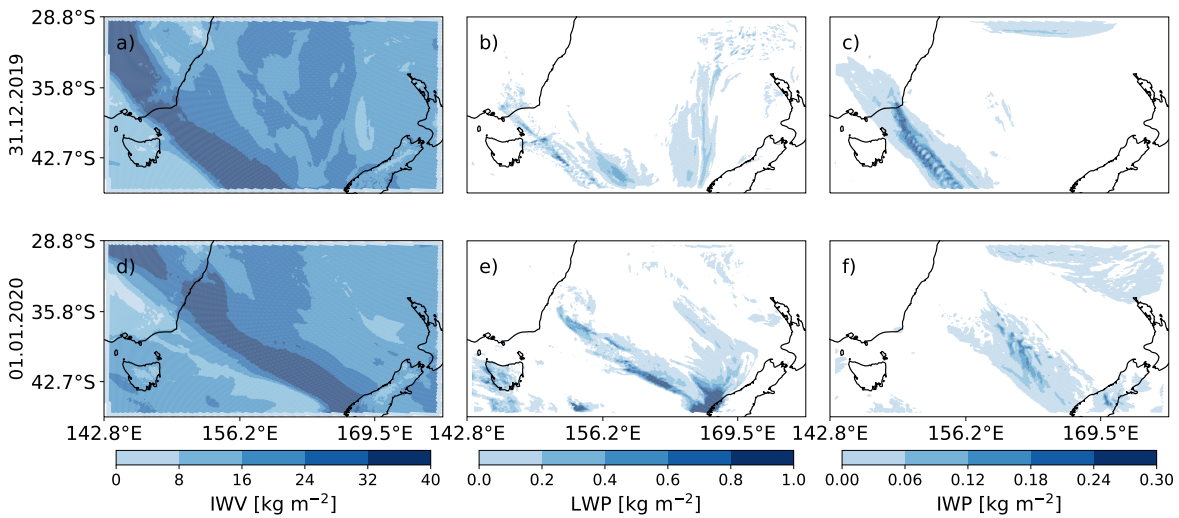 28.8°S
a)
b)
c)
35.8°S
31.12.2019
42.7°S
28.8°S
d)
e)
f)
35.8°S
01.01.2020
42.7°S
142.8°E 156.2°E 169.5°E 142.8°E 156.2°E 169.5°E 142.8°E 156.2°E 169.5°E
0 8 16 24 32 40
0.0 0.2 0.4 0.6 0.8 1.0
0.00 0.06 0.12 0.18 0.24 0.30
IWV [kg m⁻²]
LWP [kg m⁻²]
IWP [kg m⁻²]